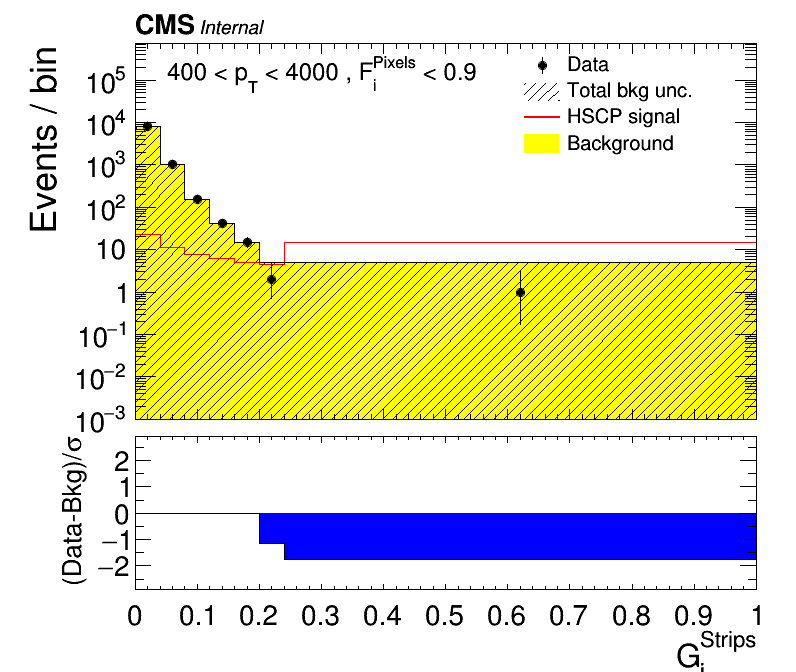 CMS Internal
400 < p_T < 4000 , F_i^Pixels < 0.9
Data
Total bkg unc.
HSCP signal
Background
Events / bin
10^5
10^4
10^3
10^2
10
1
10^−1
10^−2
10^−3
(Data-Bkg)/σ
2
1
0
−1
−2
0 0.1 0.2 0.3 0.4 0.5 0.6 0.7 0.8 0.9 1
G_i^Strips